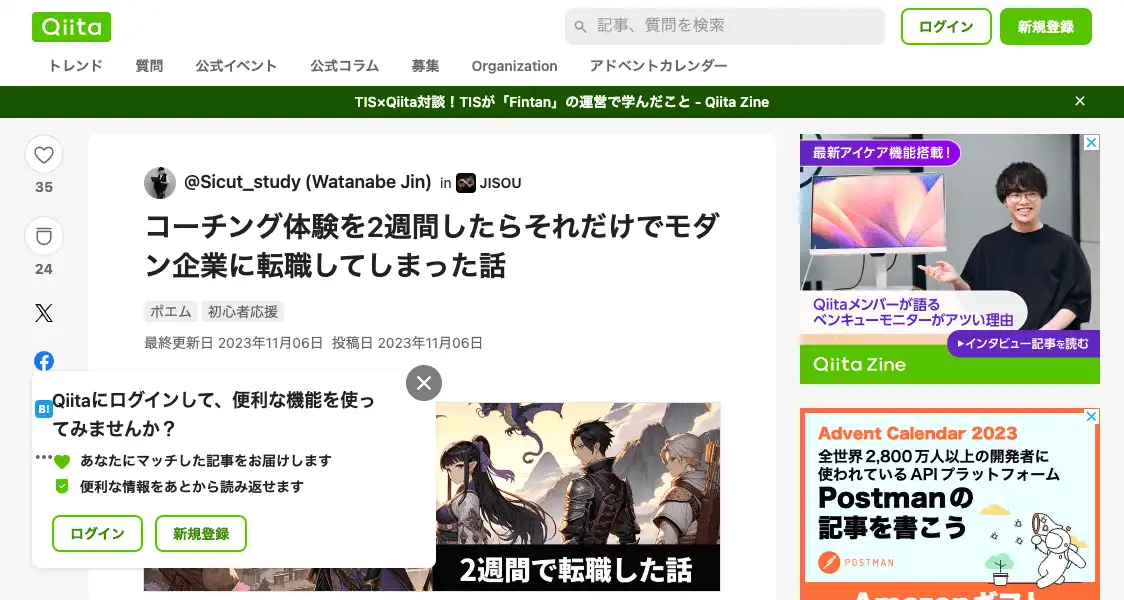 Qiita
記事、質問を検索
ログイン
新規登録
トレンド
質問
公式イベント
公式コラム
募集
Organization
アドベントカレンダー
TIS×Qiita対談！TISが「Fintan」の運営で学んだこと - Qiita Zine
35
24
@Sicut_study (Watanabe Jin) in JISOU
コーチング体験を2週間したらそれだけでモダ
ン企業に転職してしまった話
ポエム
初心者応援
最終更新日 2023年11月06日 投稿日 2023年11月06日
B!
Qiitaにログインして、便利な機能を使っ
てみませんか？
あなたにマッチした記事をお届けします
便利な情報をあとから読み返せます
ログイン
新規登録
2週間で転職した話
最新アイケア機能搭載！
Qiitaメンバーが語る
ベンキューモニターがアツい理由
インタビュー記事を読む
Qiita Zine
Advent Calendar 2023
全世界2,800万人以上の開発者に
使われているAPIプラットフォーム
Postmanの
記事を書こう
POSTMAN
Amazonギフト